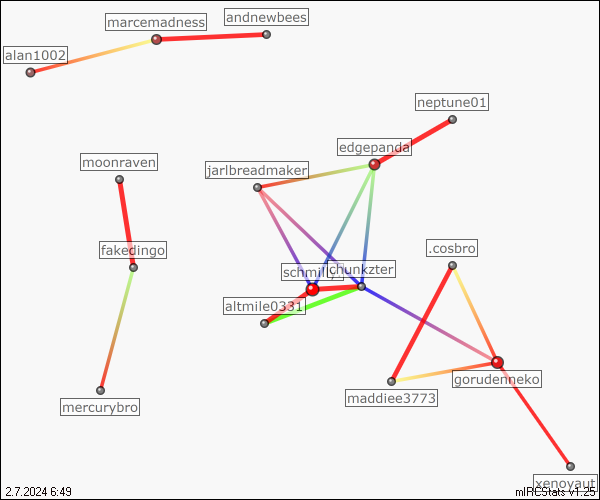 andnewbees
marcemadness
alan1002
neptune01
edgepanda
moonraven
jarlbreadmaker
fakedingo
.cosbro
chunkzter
altmile0331
gorudenneko
maddiee3773
mercurybro
xenoyaut
2.7.2024 6:49
mIRCStats v1.25